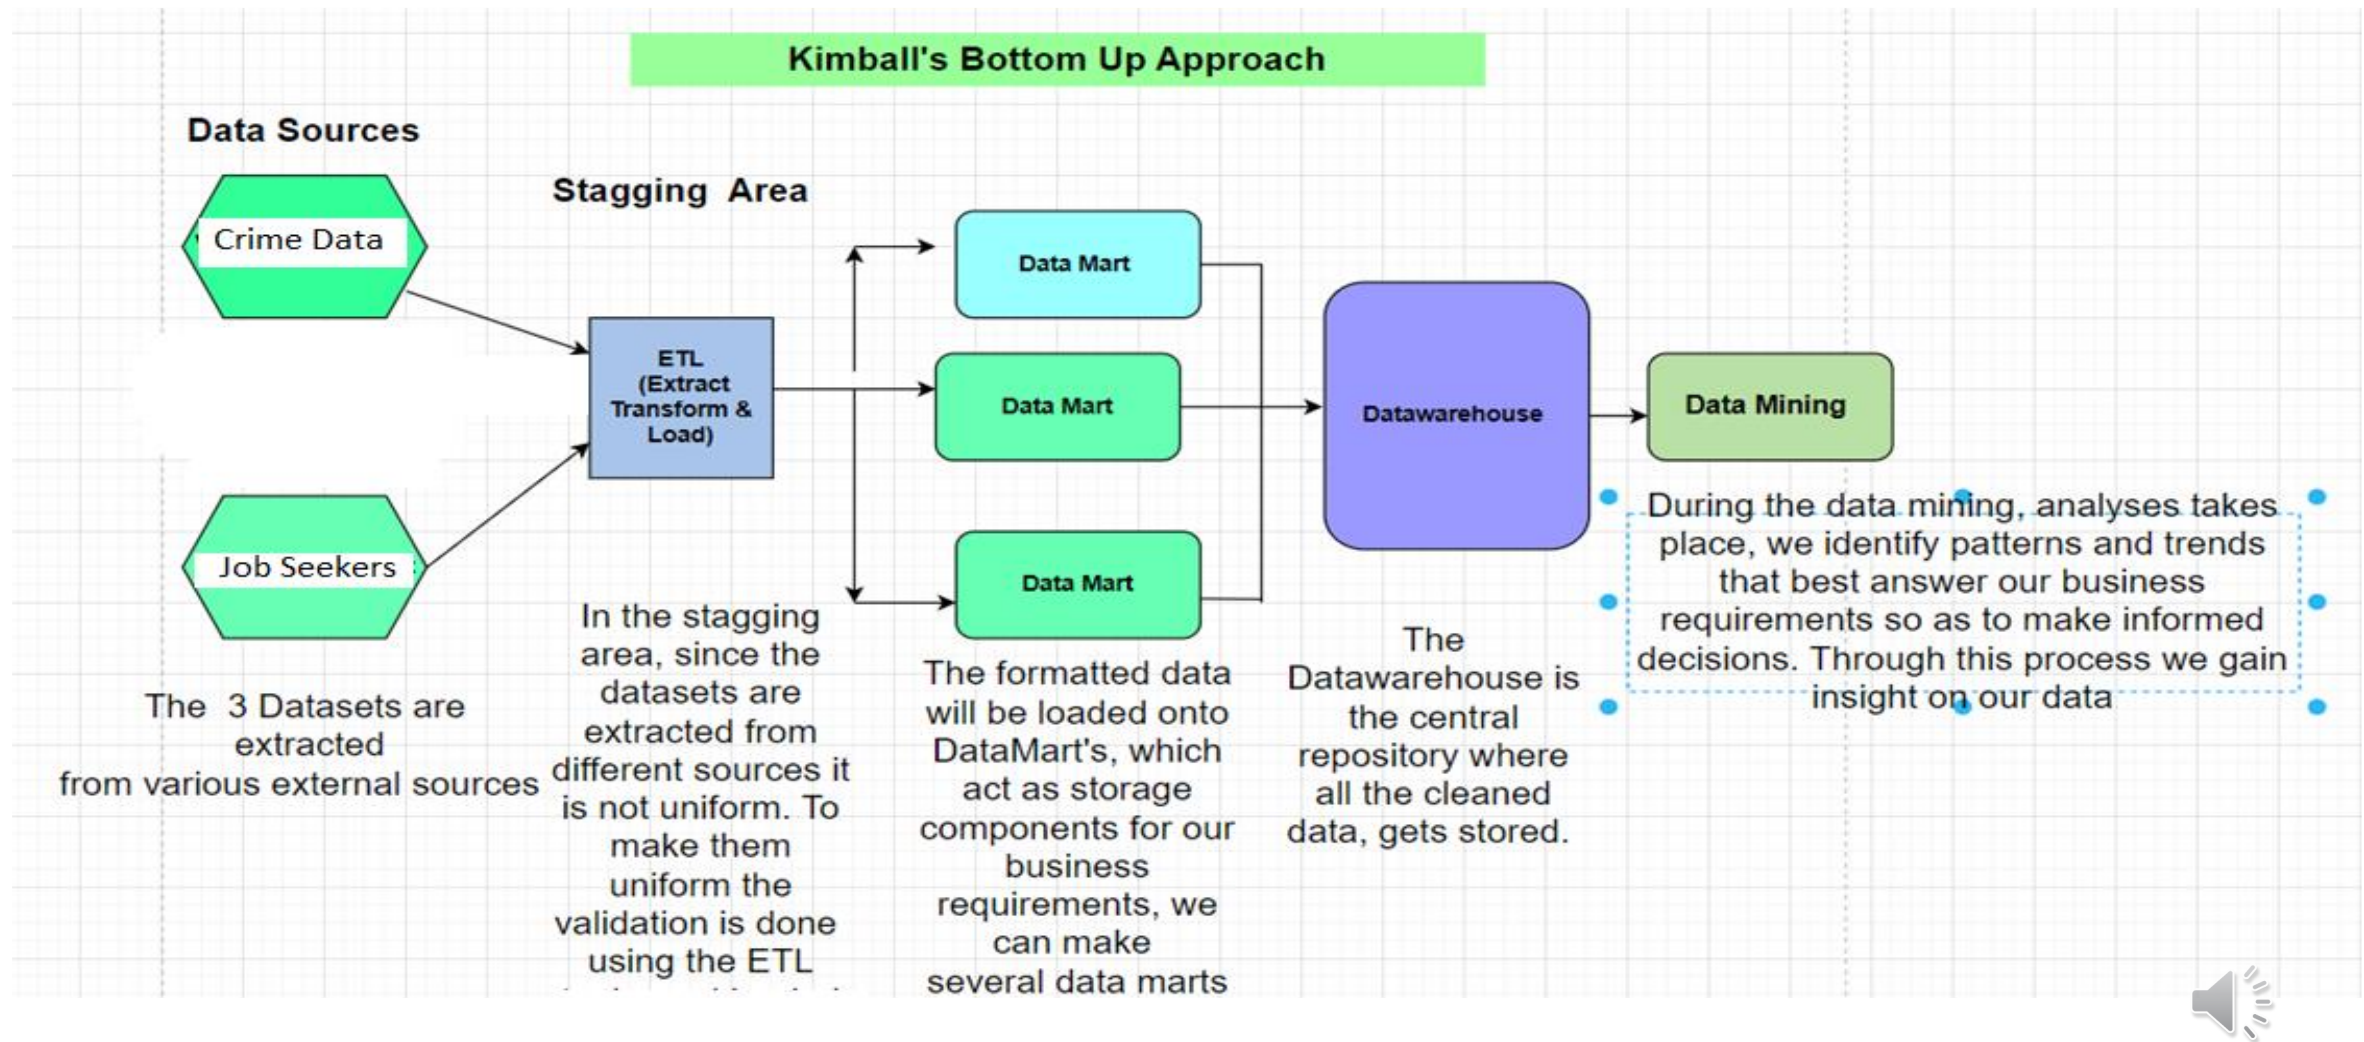 Kimball's Bottom Up Approach
Data Sources
Crime Data
Job Seekers
The 3 Datasets are
extracted
from various external sources
Stagging Area
ETL
(Extract
Transform &
Load)
In the stagging
area, since the
datasets are
extracted from
different sources it
is not uniform. To
make them
uniform the
validation is done
using the ETL
Data Mart
Data Mart
Data Mart
The formatted data
will be loaded onto
DataMart's, which
act as storage
components for our
business
requirements, we
can make
several data marts
Datawarehouse
The
Datawarehouse is
the central
repository where
all the cleaned
data, gets stored.
Data Mining
During the data mining, analyses takes
place, we identify patterns and trends
that best answer our business
requirements so as to make informed
decisions. Through this process we gain
insight on our data